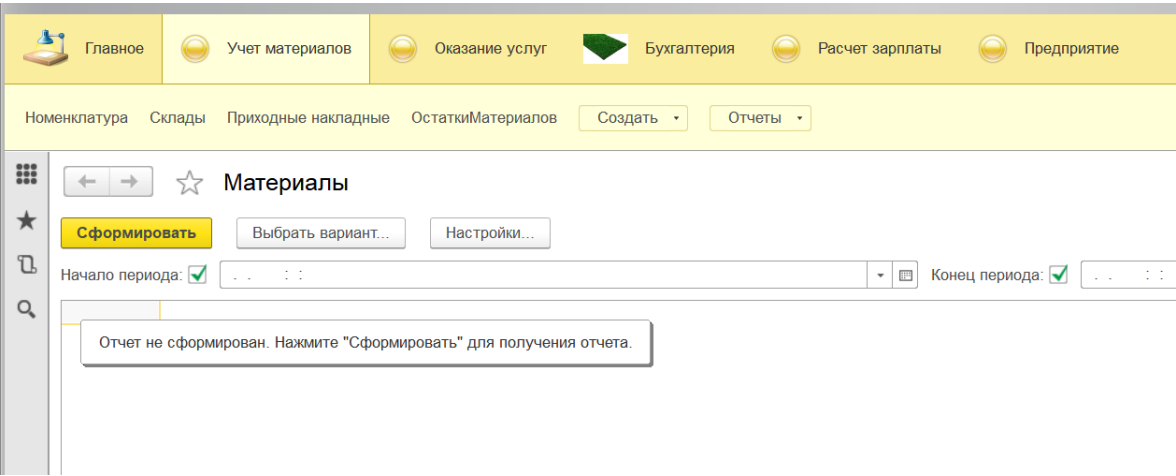 Главное Учет материалов Оказание услуг Бухгалтерия Расчет зарплаты Предприятие
Номенклатура Склады Приходные накладные ОстаткиМатериалов Создать Отчеты
Материалы
Сформировать Выбрать вариант... Настройки...
Начало периода: . . : : Конец периода: . . : :
Отчет не сформирован. Нажмите "Сформировать" для получения отчета.